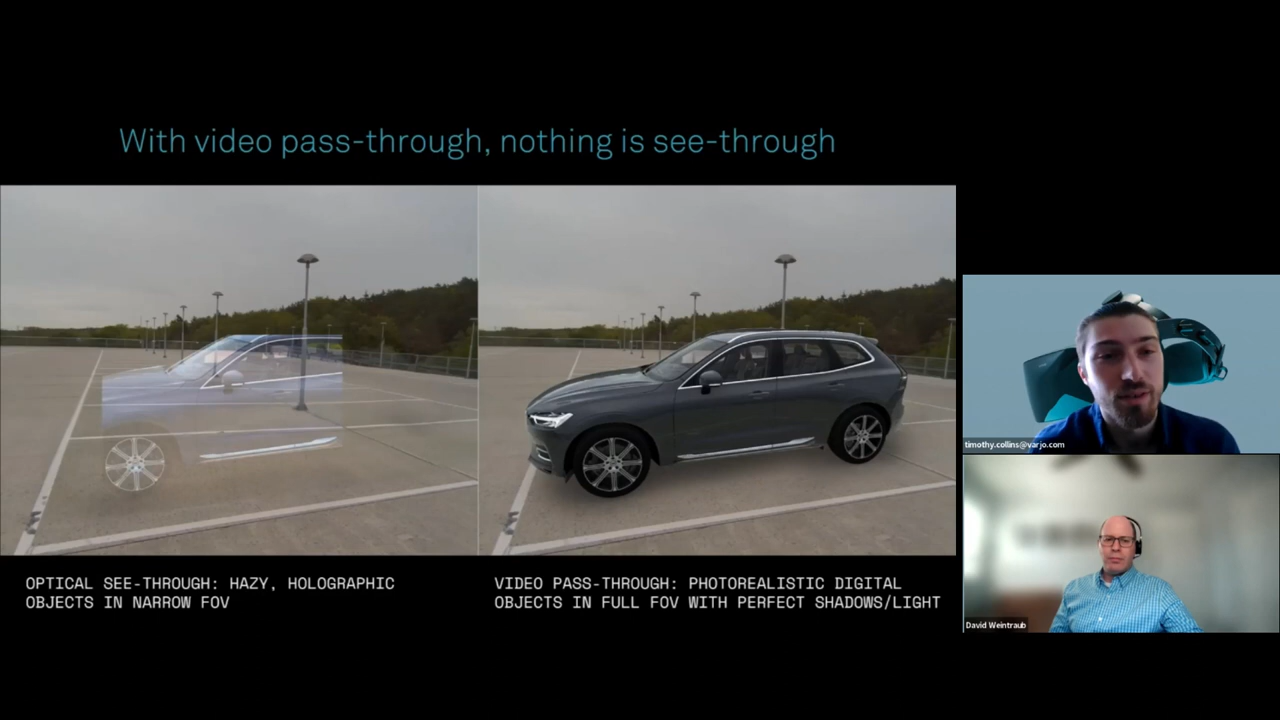 With video pass-through, nothing is see-through
OPTICAL SEE-THROUGH: HAZY, HOLOGRAPHIC
OBJECTS IN NARROW FOV
VIDEO PASS-THROUGH: PHOTOREALISTIC DIGITAL
OBJECTS IN FULL FOV WITH PERFECT SHADOWS/LIGHT
timothy.collins@varjo.com
David Weintraub